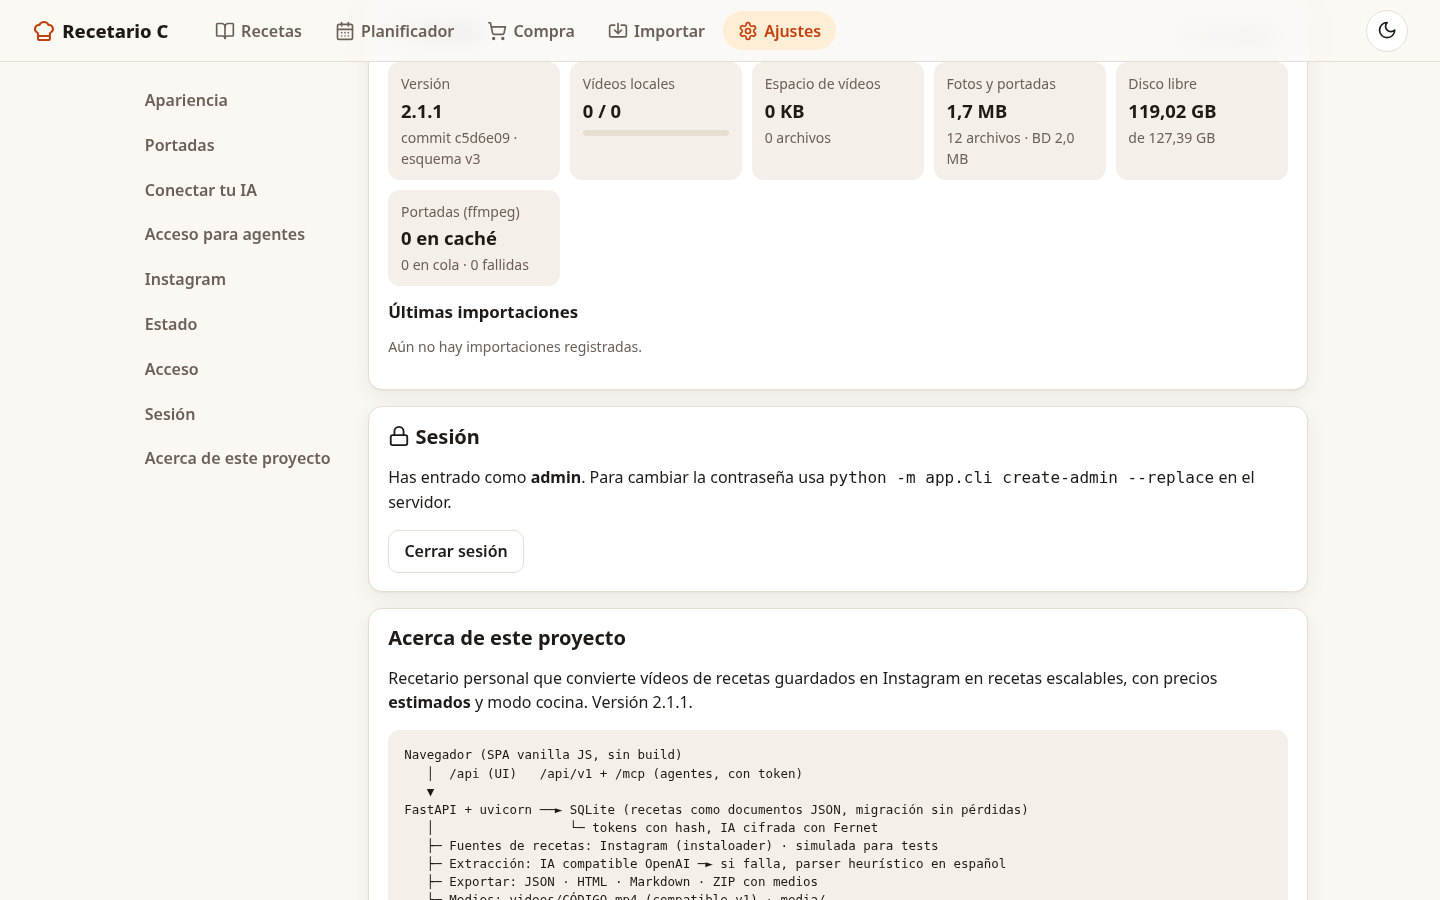 Recetario C
Recetas
Planificador
Compra
Importar
Ajustes
Apariencia
Portadas
Conectar tu IA
Acceso para agentes
Instagram
Estado
Acceso
Sesión
Acerca de este proyecto
Versión
2.1.1
commit c5d6e09 ·
esquema v3
Vídeos locales
0 / 0
Espacio de vídeos
0 KB
0 archivos
Fotos y portadas
1,7 MB
12 archivos · BD 2,0
MB
Disco libre
119,02 GB
de 127,39 GB
Portadas (ffmpeg)
0 en caché
0 en cola · 0 fallidas
Últimas importaciones
Aún no hay importaciones registradas.
Sesión
Has entrado como admin. Para cambiar la contraseña usa python -m app.cli create-admin --replace en el
servidor.
Cerrar sesión
Acerca de este proyecto
Recetario personal que convierte vídeos de recetas guardados en Instagram en recetas escalables, con precios
estimados y modo cocina. Versión 2.1.1.
Navegador (SPA vanilla JS, sin build)
│  /api (UI)   /api/v1 + /mcp (agentes, con token)
▼
FastAPI + uvicorn ──► SQLite (recetas como documentos JSON, migración sin pérdidas)
│                  └─ tokens con hash, IA cifrada con Fernet
├─ Fuentes de recetas: Instagram (instaloader) · simulada para tests
├─ Extracción: IA compatible OpenAI ─► si falla, parser heurístico en español
├─ Exportar: JSON · HTML · Markdown · ZIP con medios
└─ Medios: videos/CÓDIGO.mp4 (compatible v1) · media/